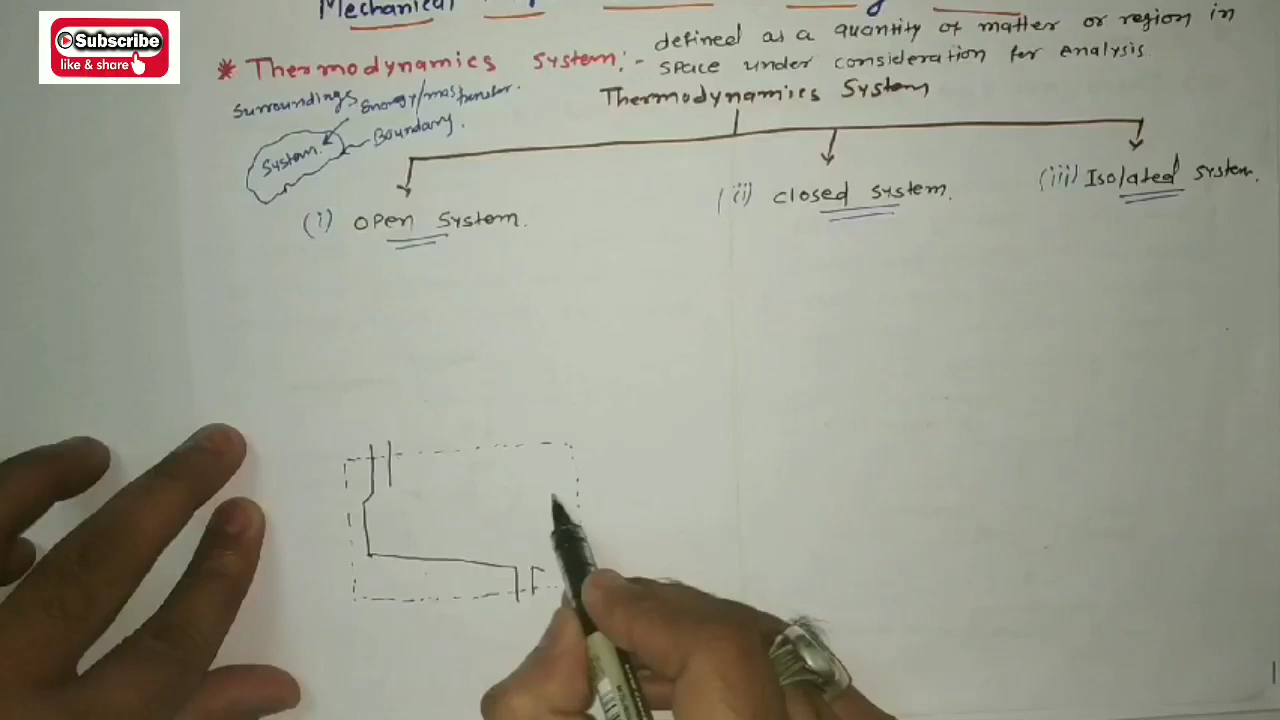 Subscribe
like & share
Mechanical
* Thermodynamics System :- defined as a quantity of matter or region in
space under consideration for analysis.
Surroundings Energy/mass transfer.
Thermodynamics System
System. Boundary.
(i) Open System.
(ii) closed system.
(iii) Isolated system.